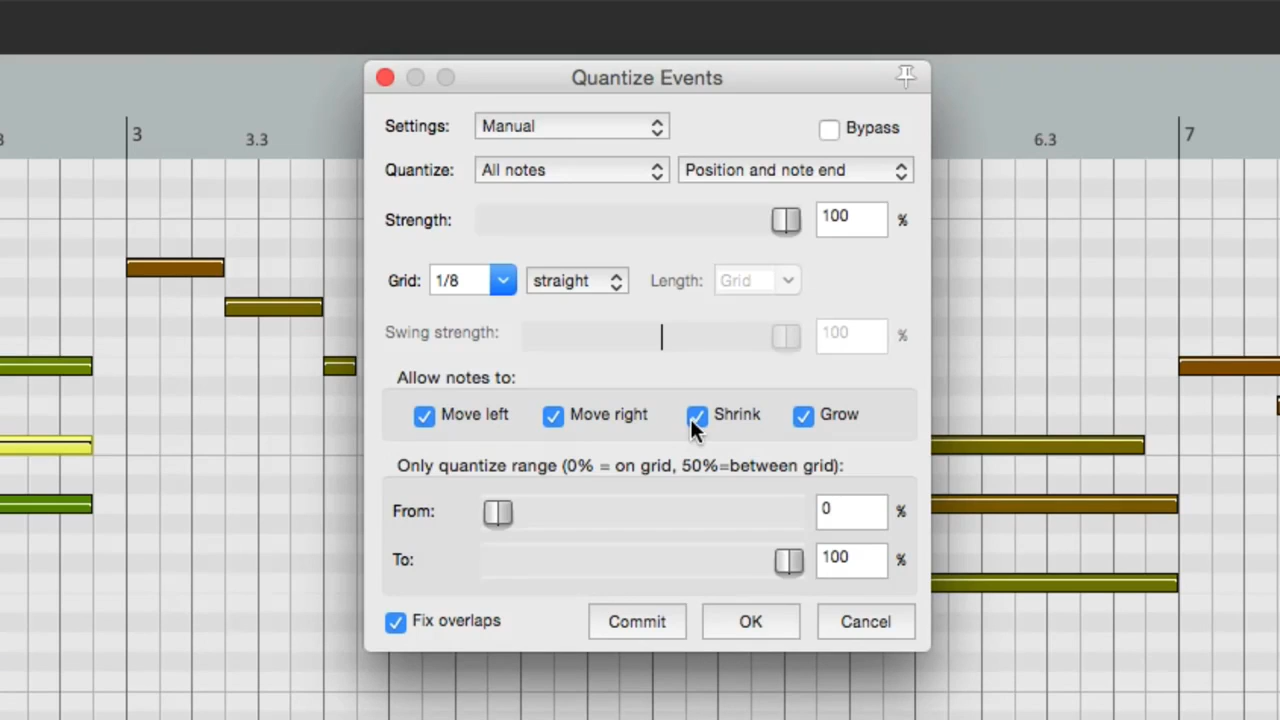 Quantize Events
3
3
3.3
6.3
7
Settings: Manual Bypass
Quantize: All notes Position and note end
Strength: 100 %
Grid: 1/8 straight Length: Grid
Swing strength: 100 %
Allow notes to:
Move left Move right Shrink Grow
Only quantize range (0% = on grid, 50%=between grid):
From: 0 %
To: 100 %
Fix overlaps Commit OK Cancel